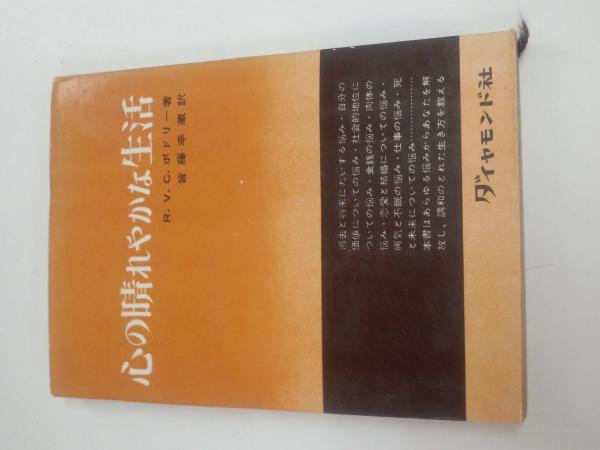 心の晴れやかな生活
R.V.C.ボドリー著
皆藤幸蔵訳
過去と将来にたいする悩み・自分の
価値についての悩み・社会的地位に
ついての悩み・金銭の悩み・肉体の
悩み・恋愛と結婚についての悩み・
病気と不眠の悩み・仕事の悩み・死
と未来についての悩み……………
本書はあらゆる悩みからあなたを解
放し、調和のとれた生き方を教える
ダイヤモンド社